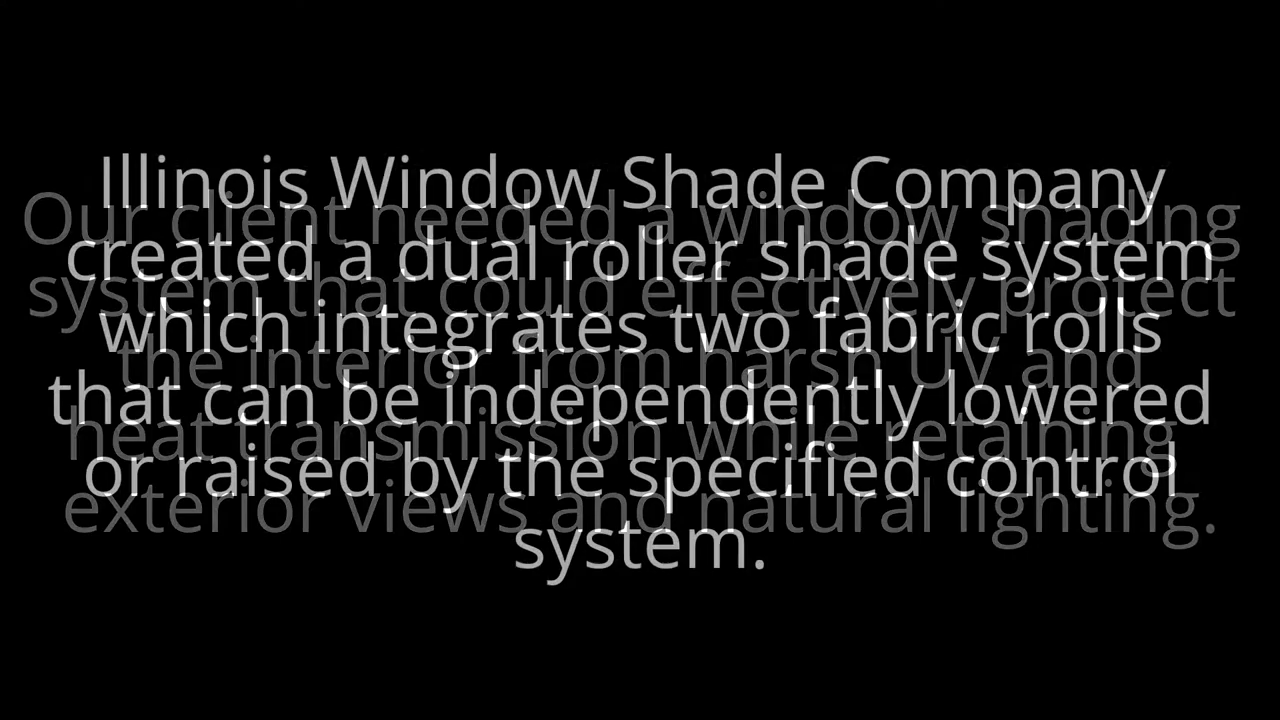 Illinois Window Shade Company
Our client needed a window shading
created a dual roller shade system
system that could effectively protect
which integrates two fabric rolls
the interior from harsh UV and
that can be independently lowered
heat transmission while retaining
or raised by the specified control
exterior views and natural lighting.
system.